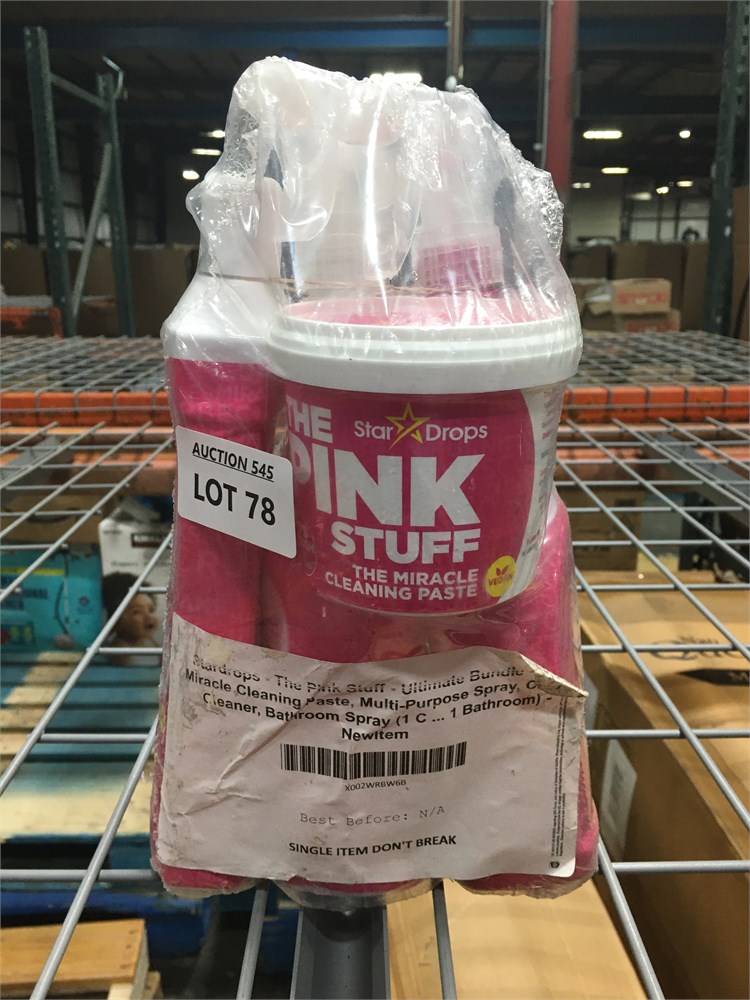 AUCTION 545
LOT 78
THE
Star Drops
PINK
STUFF
THE MIRACLE
CLEANING PASTE
VEGAN
Stardrops - The Pink Stuff - Ultimate Bundle -
Miracle Cleaning Paste, Multi-Purpose Spray,
Cleaner, Bathroom Spray (1 C ... 1 Bathroom) -
NewItem
X002WRBW6B
Best Before: N/A
SINGLE ITEM DON'T BREAK